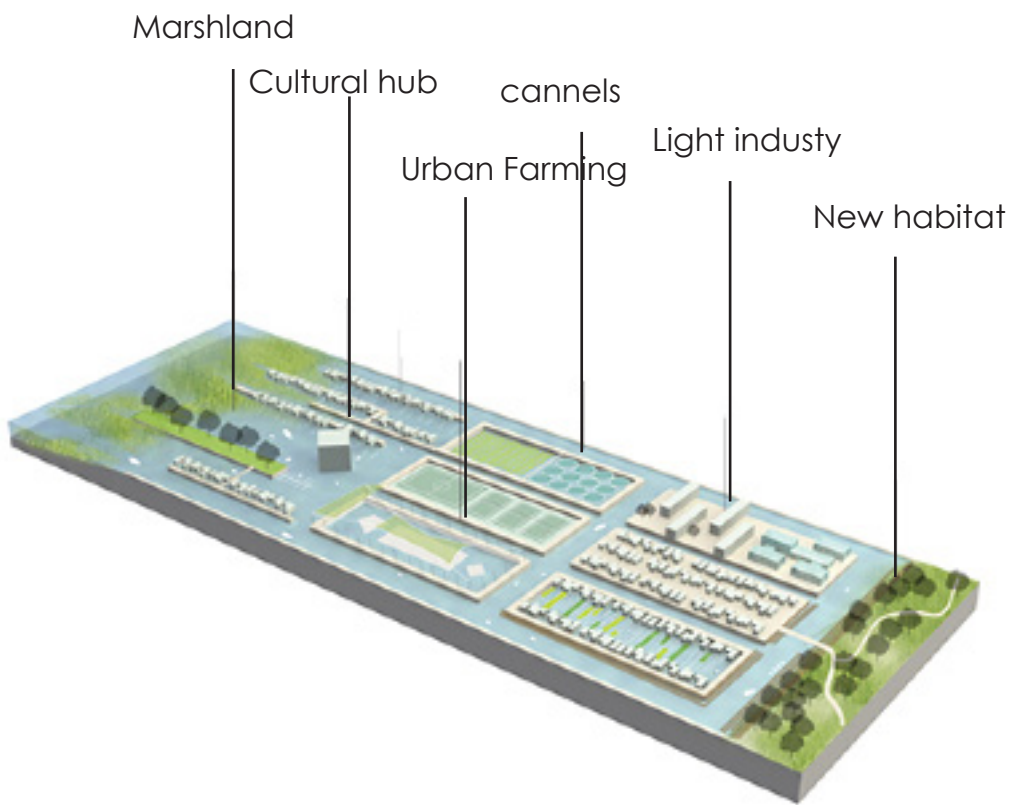 Marshland
Cultural hub
cannels
Light industy
Urban Farming
New habitat